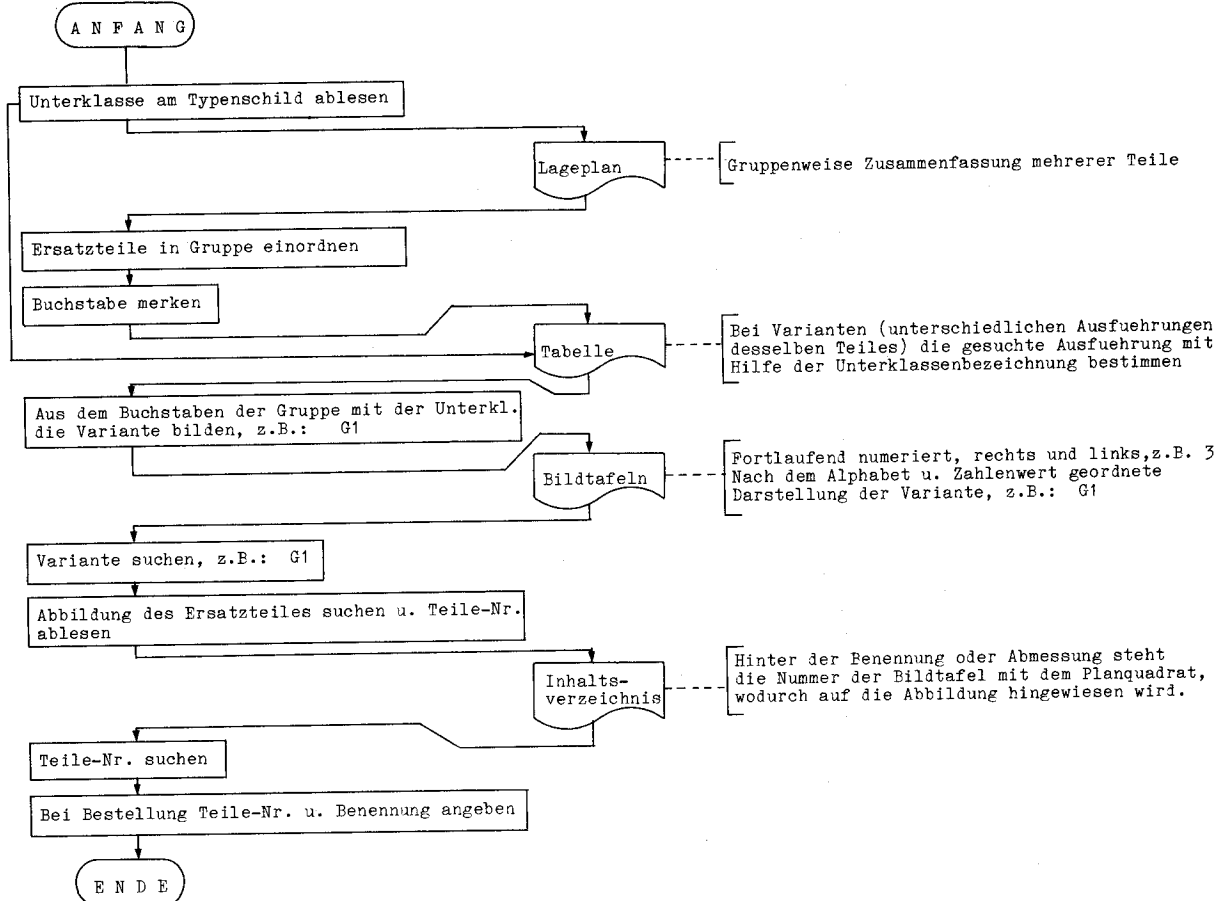 A N F A N G
Unterklasse am Typenschild ablesen
Lageplan
Gruppenweise Zusammenfassung mehrerer Teile
Ersatzteile in Gruppe einordnen
Buchstabe merken
Tabelle
Bei Varianten (unterschiedlichen Ausfuehrungen
desselben Teiles) die gesuchte Ausfuehrung mit
Hilfe der Unterklassenbezeichnung bestimmen
Aus dem Buchstaben der Gruppe mit der Unterkl.
die Variante bilden, z.B.: G1
Bildtafeln
Fortlaufend numeriert, rechts und links,z.B. 3
Nach dem Alphabet u. Zahlenwert geordnete
Darstellung der Variante, z.B.: G1
Variante suchen, z.B.: G1
Abbildung des Ersatzteiles suchen u. Teile-Nr.
ablesen
Inhalts-
verzeichnis
Hinter der Benennung oder Abmessung steht
die Nummer der Bildtafel mit dem Planquadrat,
wodurch auf die Abbildung hingewiesen wird.
Teile-Nr. suchen
Bei Bestellung Teile-Nr. u. Benennung angeben
E N D E